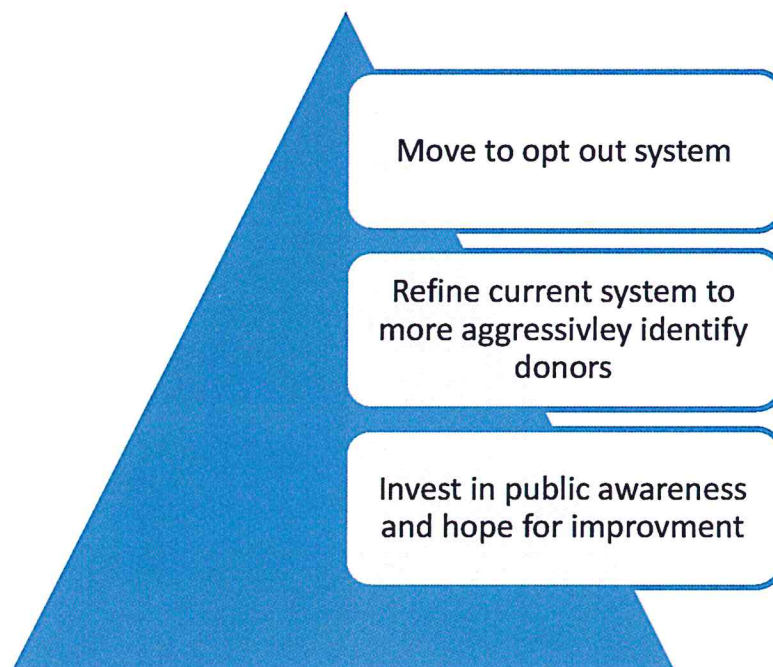 Move to opt out system
Refine current system to
more aggressivley identify
donors
Invest in public awareness
and hope for improvment